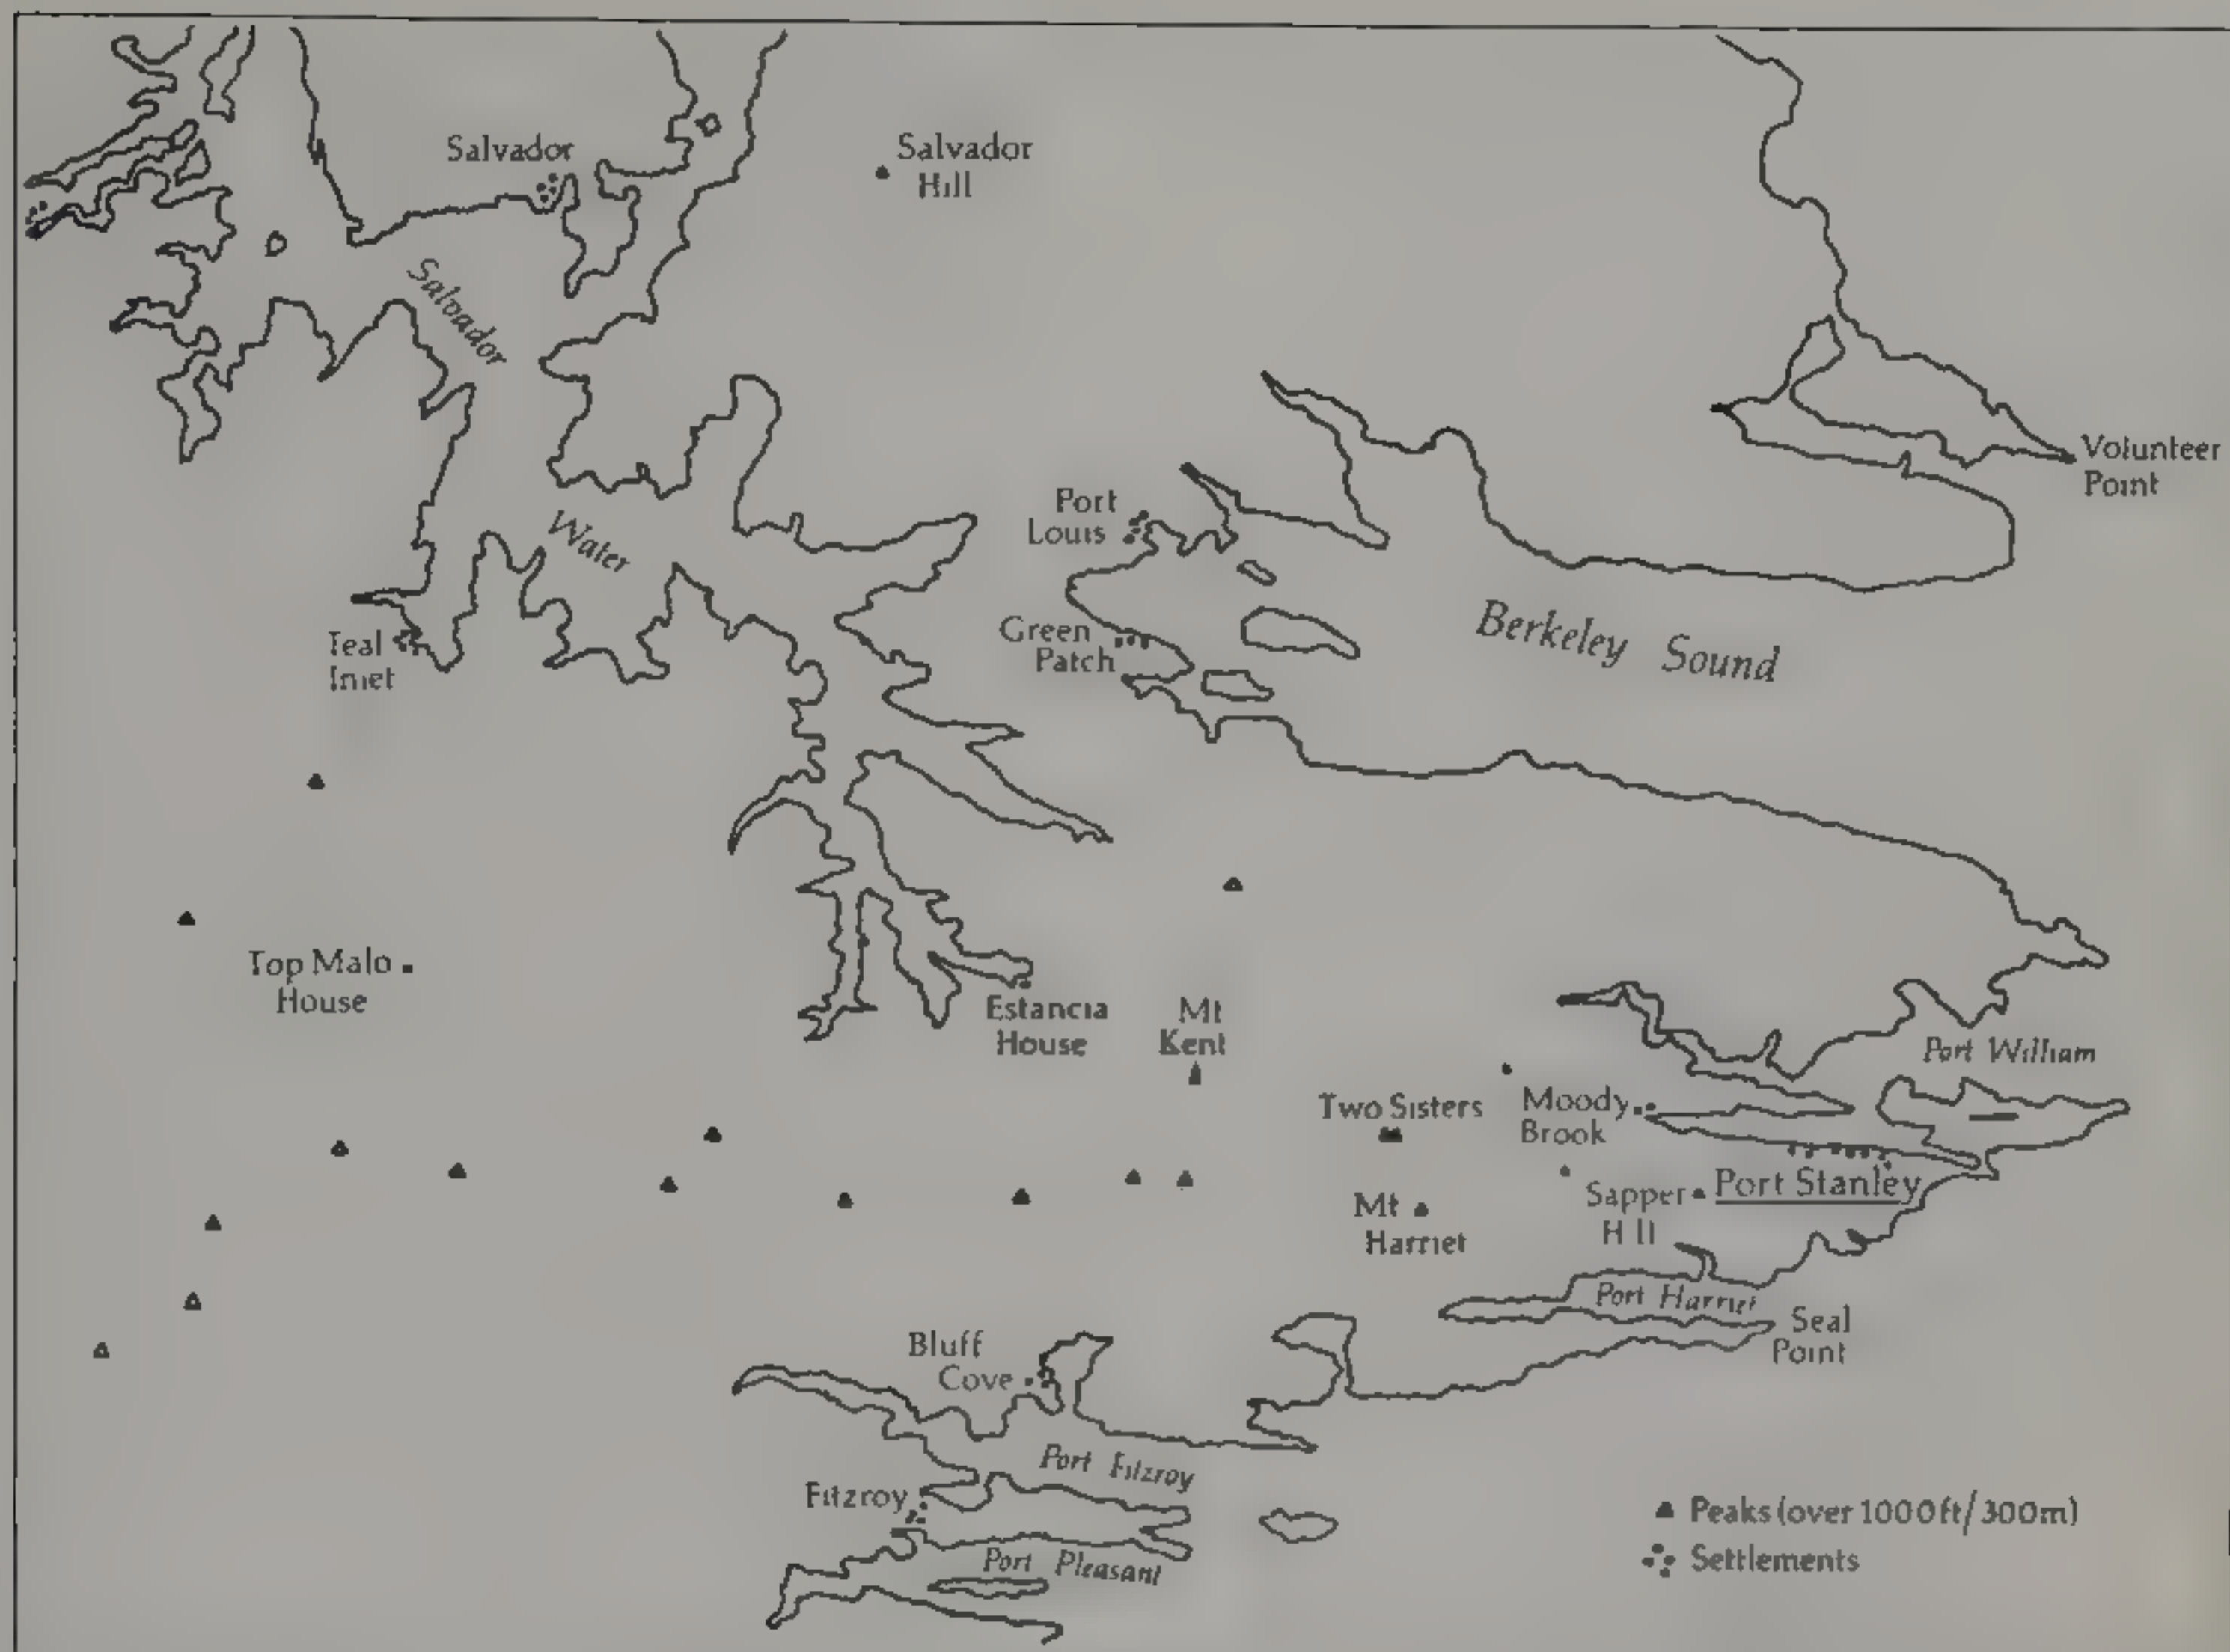 Salvador
Salvador
Hill
Salvador
Water
Volunteer
Point
Port
Louis
Green
Patch
Berkeley Sound
Teal
Inlet
Top Malo
House
Estancia
House
Mt
Kent
Port William
Two Sisters
Moody
Brook
Port Stanley
Sapper
H ll
Mt
Harriet
Port Harriet
Seal
Point
Bluff
Cove
Port Fitzroy
Fitzroy
Port Pleasant
Peaks (over 1000ft/300m)
Settlements